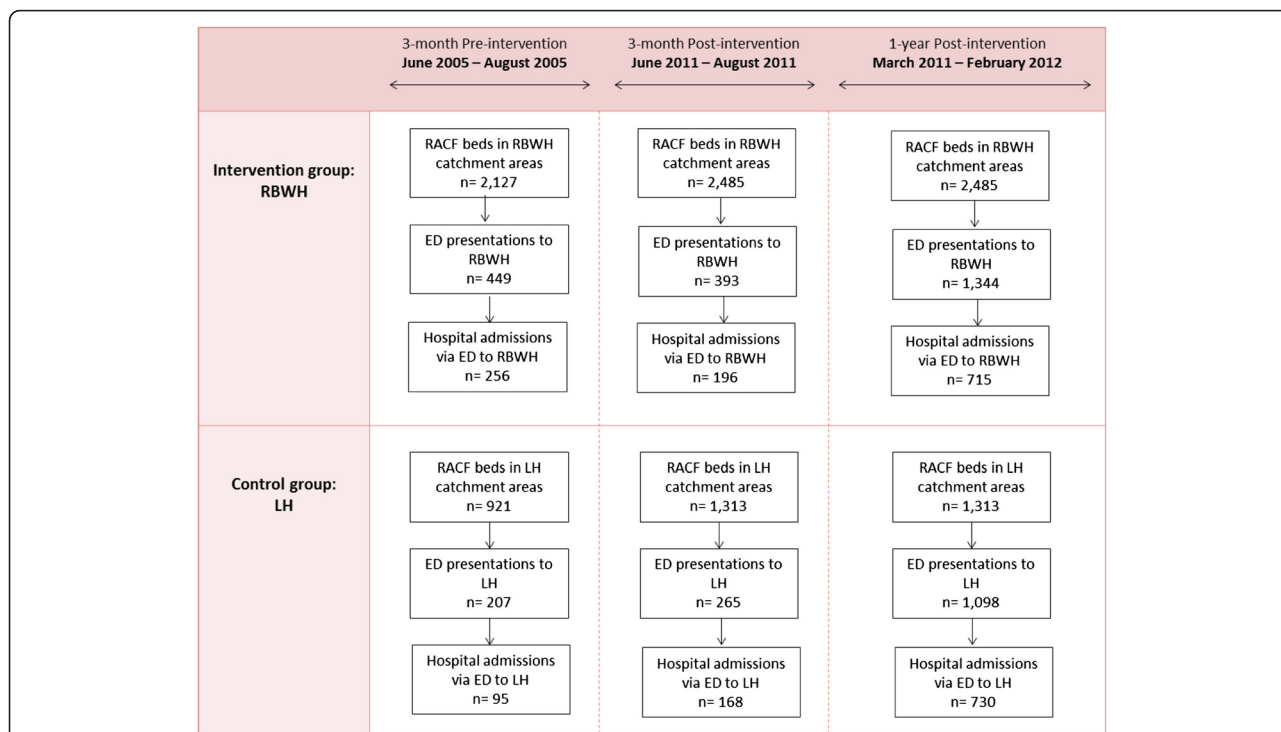 3-month Pre-intervention
June 2005 – August 2005
3-month Post-intervention
June 2011 – August 2011
1-year Post-intervention
March 2011 – February 2012
Intervention group:
RBWH
RACF beds in RBWH
catchment areas
n= 2,127
ED presentations to
RBWH
n= 449
Hospital admissions
via ED to RBWH
n= 256
RACF beds in RBWH
catchment areas
n= 2,485
ED presentations to
RBWH
n= 393
Hospital admissions
via ED to RBWH
n= 196
RACF beds in RBWH
catchment areas
n= 2,485
ED presentations to
RBWH
n= 1,344
Hospital admissions
via ED to RBWH
n= 715
Control group:
LH
RACF beds in LH
catchment areas
n= 921
ED presentations to
LH
n= 207
Hospital admissions
via ED to LH
n= 95
RACF beds in LH
catchment areas
n= 1,313
ED presentations to
LH
n= 265
Hospital admissions
via ED to LH
n= 168
RACF beds in LH
catchment areas
n= 1,313
ED presentations to
LH
n= 1,098
Hospital admissions
via ED to LH
n= 730